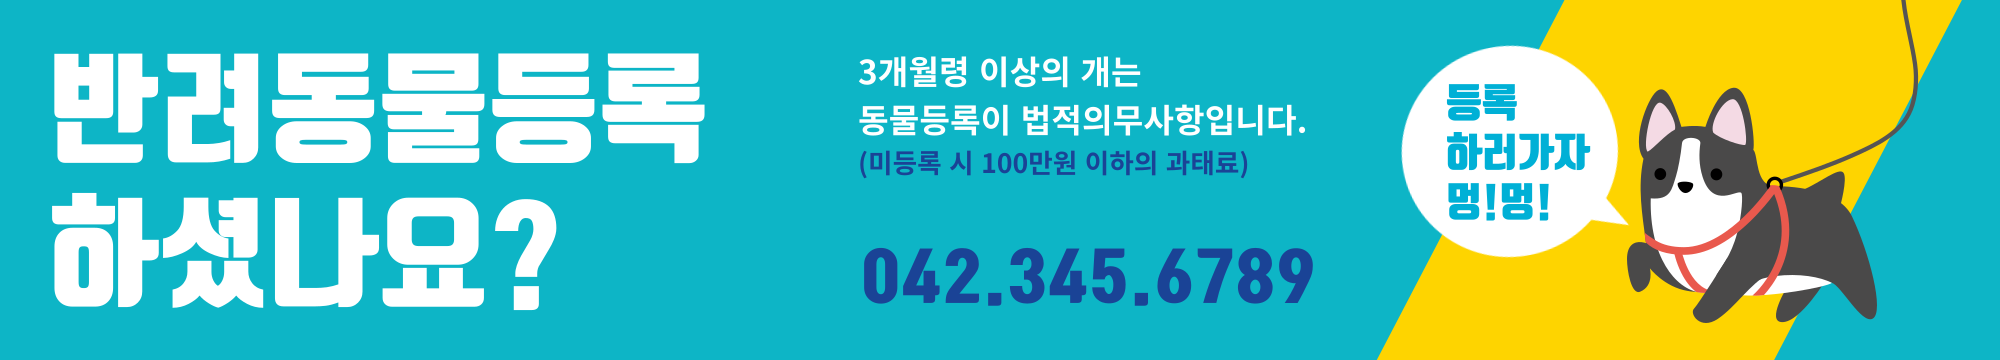 반려동물등록
하셨나요?
3개월령 이상의 개는
동물등록이 법적의무사항입니다.
(미등록 시 100만원 이하의 과태료)
042.345.6789
등록
하러가자
멍!멍!